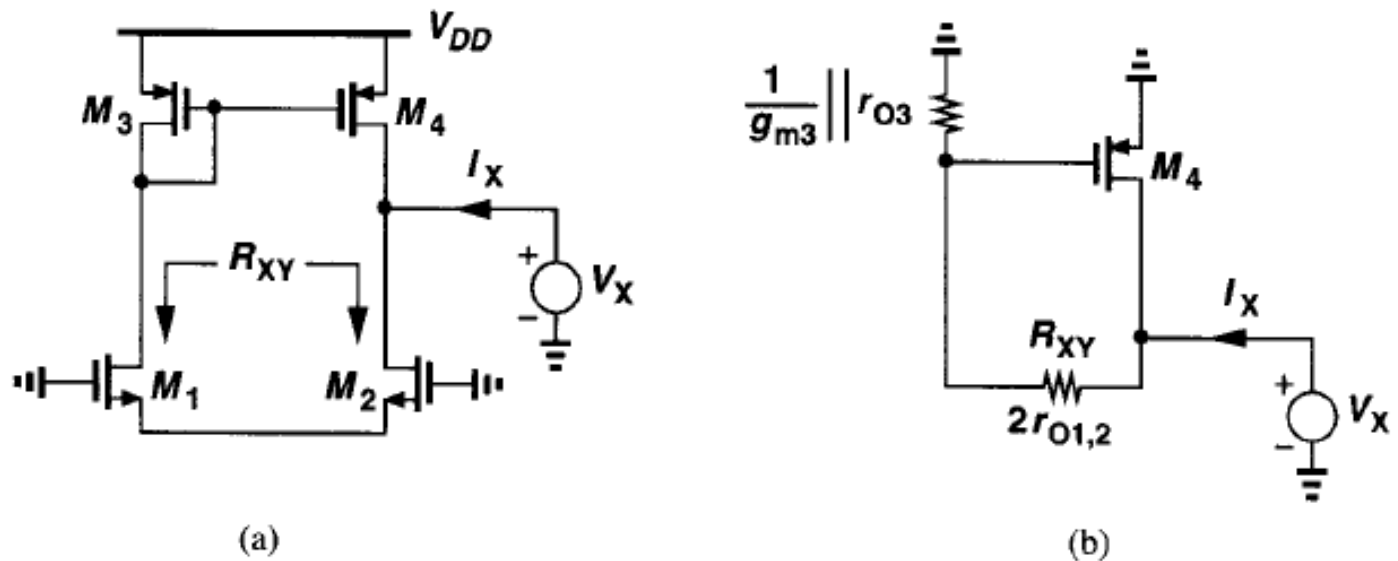 V_DD
M_3
M_4
I_X
R_XY
+
V_X
−
M_1
M_2
(a)
1/g_m3 || r_O3
M_4
I_X
R_XY
2r_O1,2
+
V_X
−
(b)